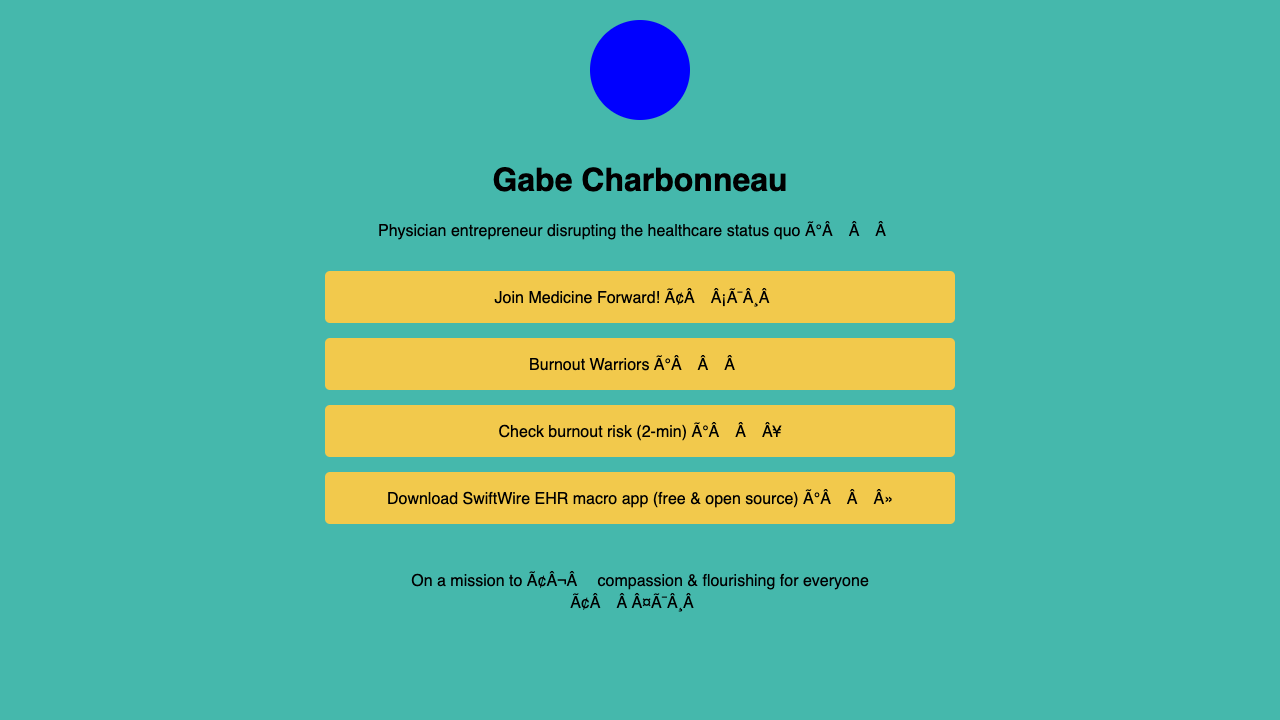 Gabe Charbonneau
Physician entrepreneur disrupting the healthcare status quo Ã°Â Â Â
Join Medicine Forward! Ã¢Â Â¡Ã¯Â¸Â
Burnout Warriors Ã°Â Â Â
Check burnout risk (2-min) Ã°Â Â Â¥
Download SwiftWire EHR macro app (free & open source) Ã°Â Â Â»
On a mission to Ã¢Â¬Â compassion & flourishing for everyone
Ã¢Â Â Â¤Ã¯Â¸Â